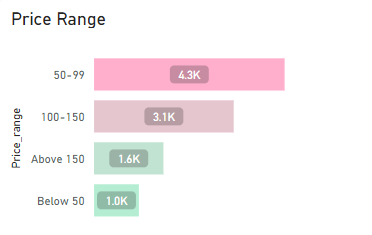 Price Range
Price_range
50-99
4.3K
100-150
3.1K
Above 150
1.6K
Below 50
1.0K